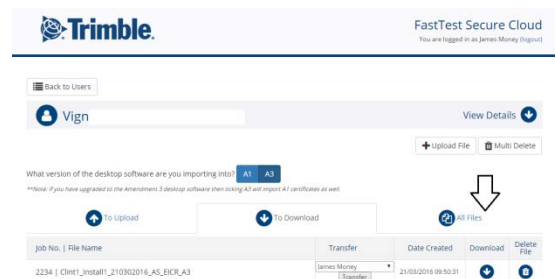 Trimble.
FastTest Secure Cloud
You are logged in as James Money (logout)
Back to Users
Vign
View Details
Upload File
Multi Delete
What version of the desktop software are you importing into? A1 A3
**Note: if you have upgraded to the Amendment 3 desktop software then ticking A3 will import A1 certificates as well.
To Upload
To Download
All Files
Job No. | File Name Transfer Date Created Download Delete File
2234 | Clint1_Install1_210302016_AS_EICR_A3 James Money 21/03/2016 09:50:31
Transfer